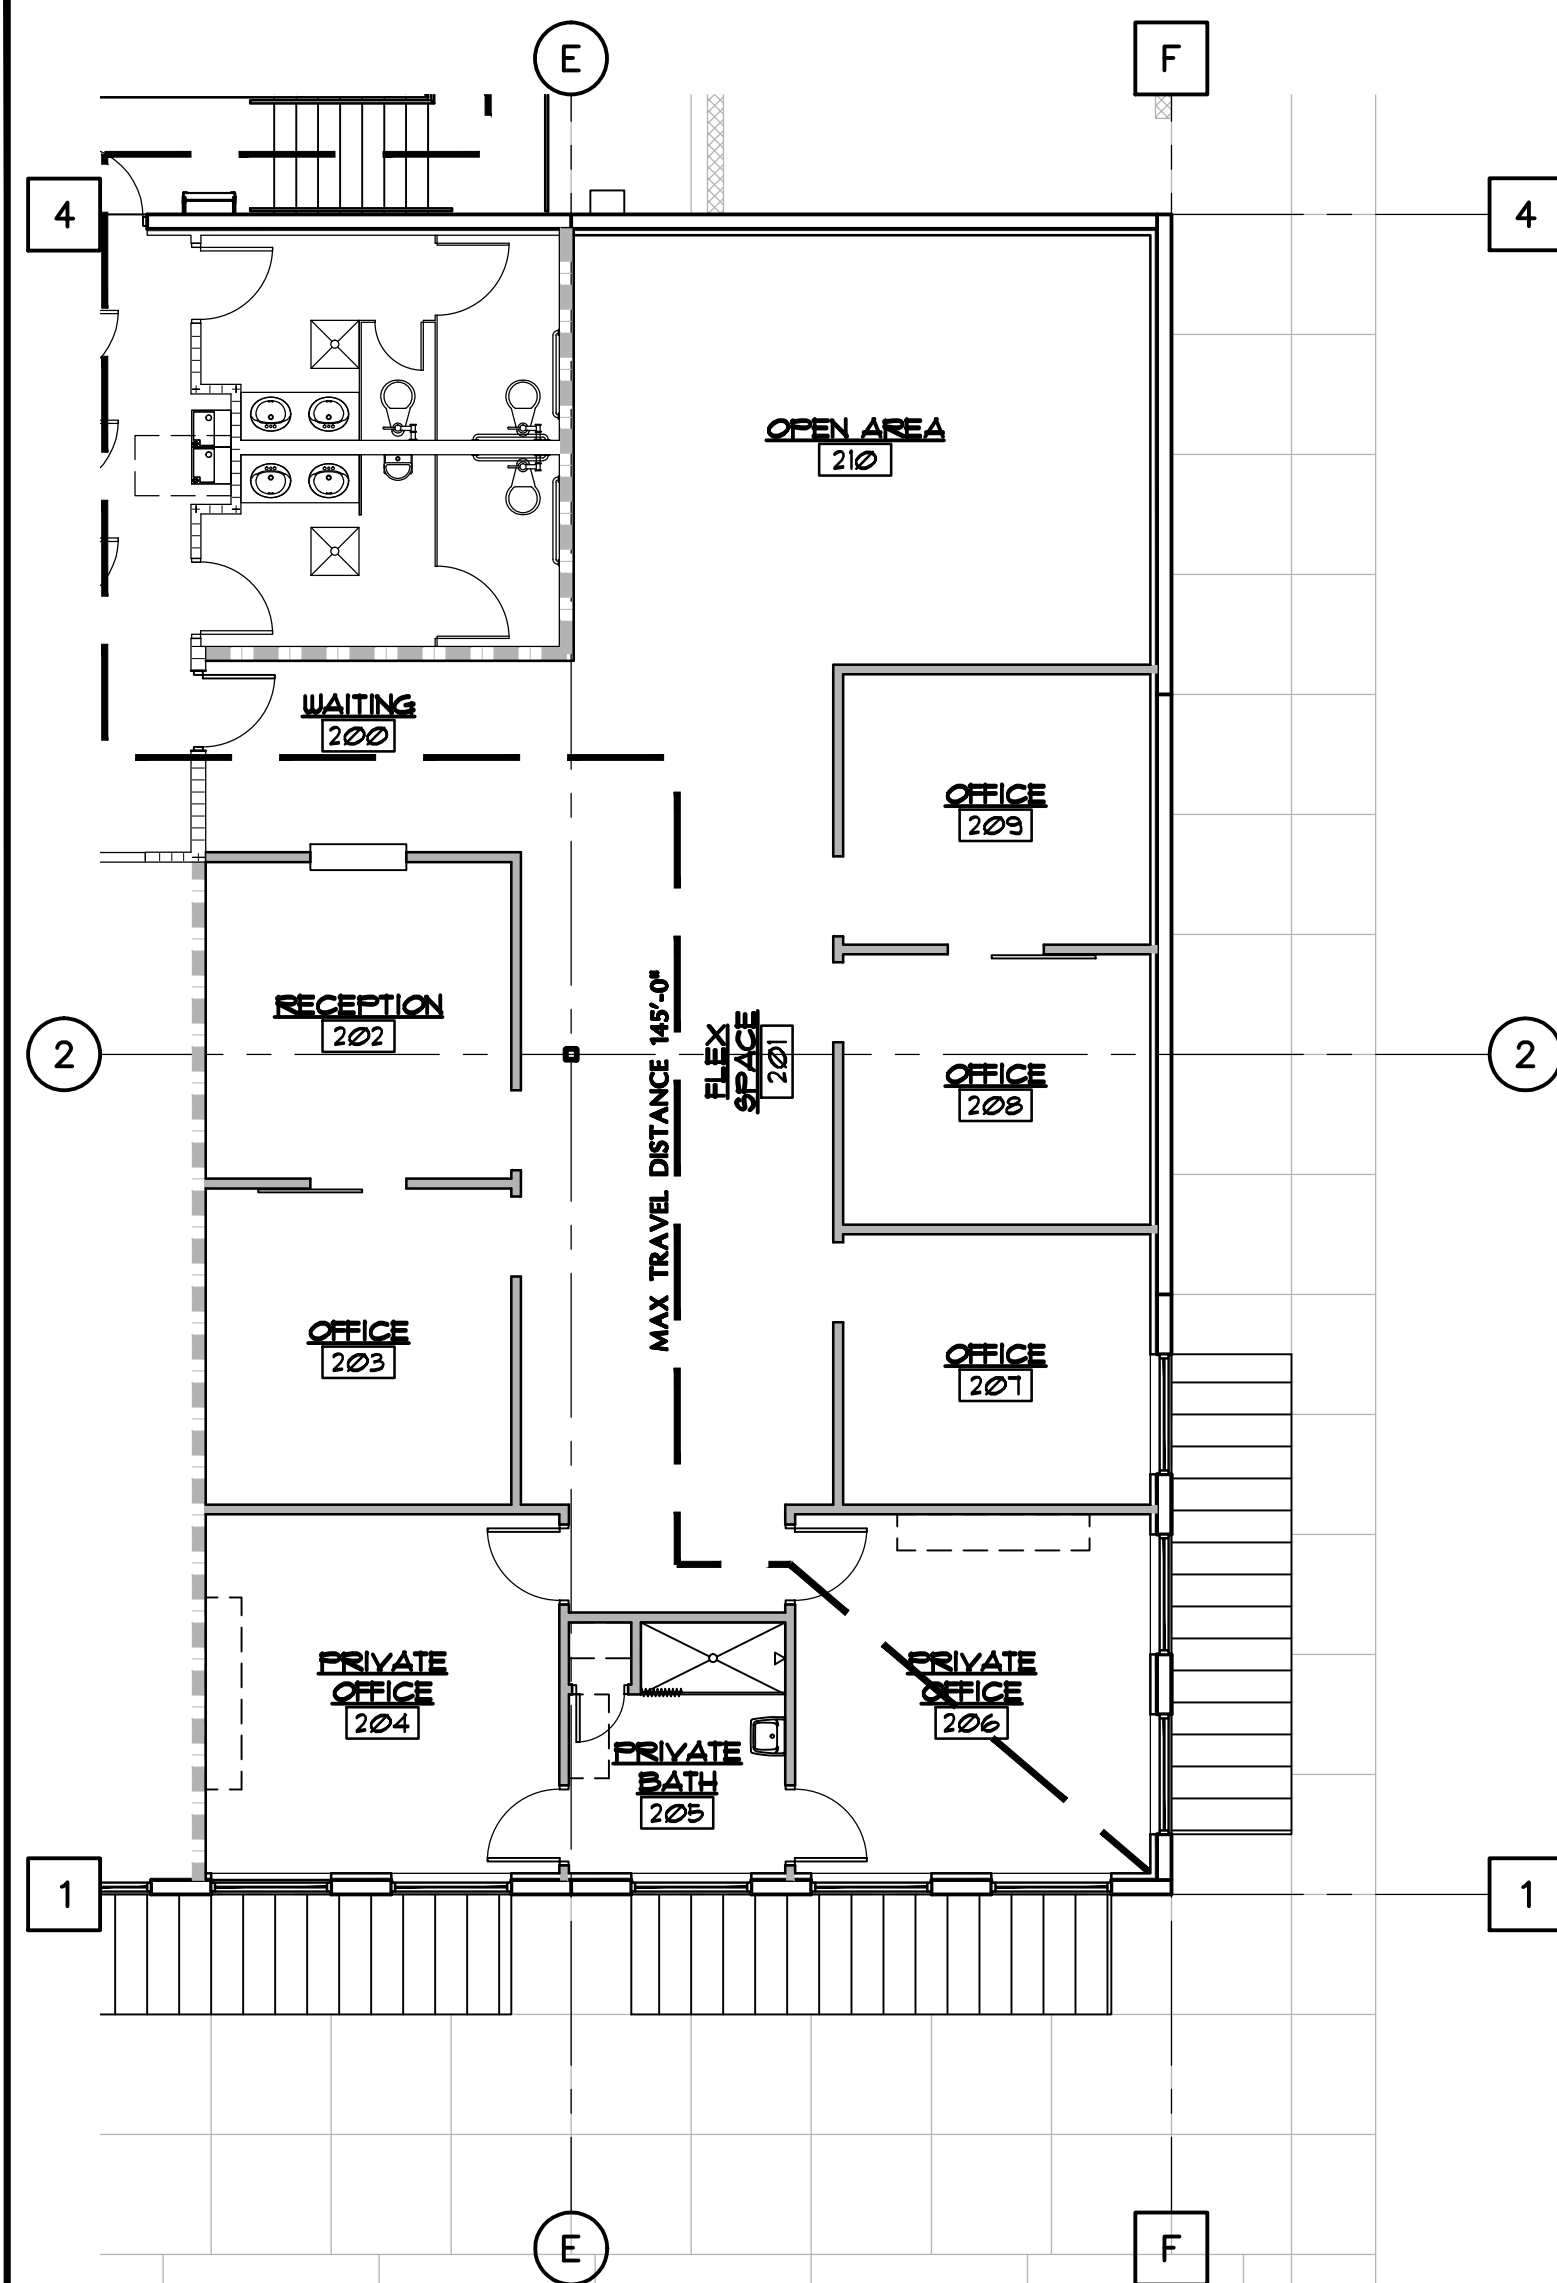 E
F
4
4
OPEN AREA
210
WAITING
200
OFFICE
209
RECEPTION
202
2
2
MAX TRAVEL DISTANCE 145'-0"
FLEX
SPACE
201
OFFICE
208
OFFICE
203
OFFICE
207
PRIVATE
OFFICE
204
PRIVATE
OFFICE
206
PRIVATE
BATH
205
1
1
E
F